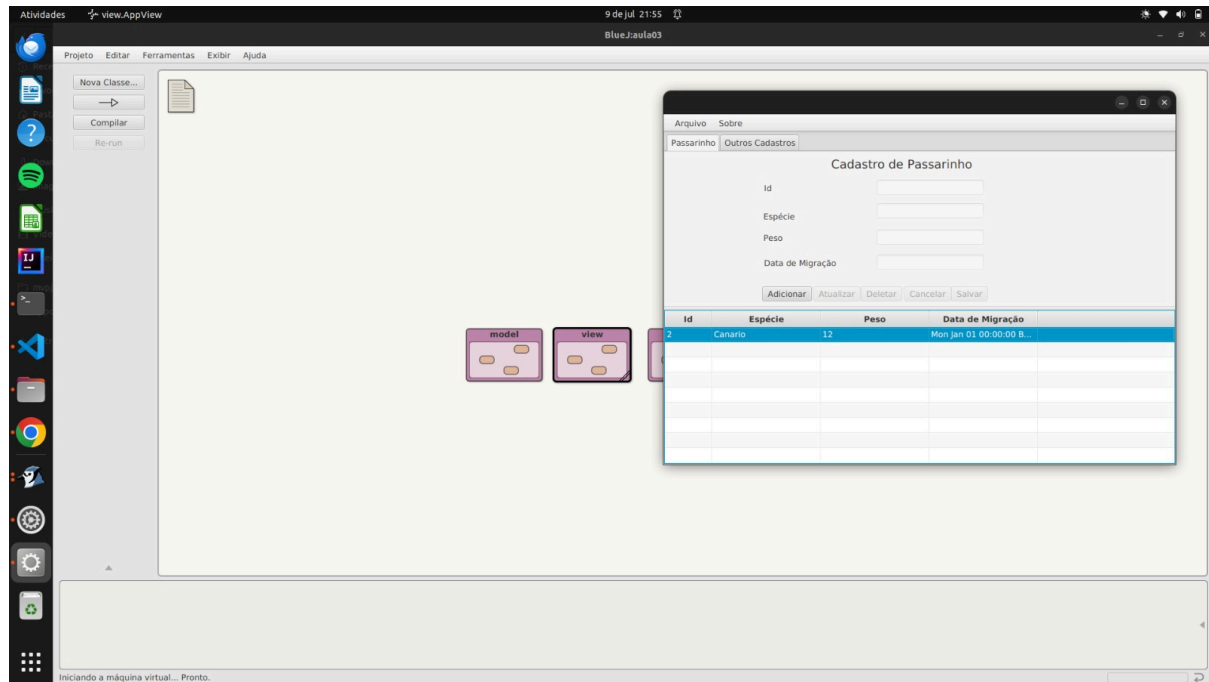 Atividades view.AppView 9 de jul 21:55
BlueJ:aula03
Projeto Editar Ferramentas Exibir Ajuda
Nova Classe...
Compilar
Re-run
Arquivo Sobre
Passarinho Outros Cadastros
Cadastro de Passarinho
Id
Espécie
Peso
Data de Migração
Adicionar Atualizar Deletar Cancelar Salvar
Id Espécie Peso Data de Migração
2 Canario 12 Mon Jan 01 00:00:00 B...
model view
Iniciando a máquina virtual... Pronto.